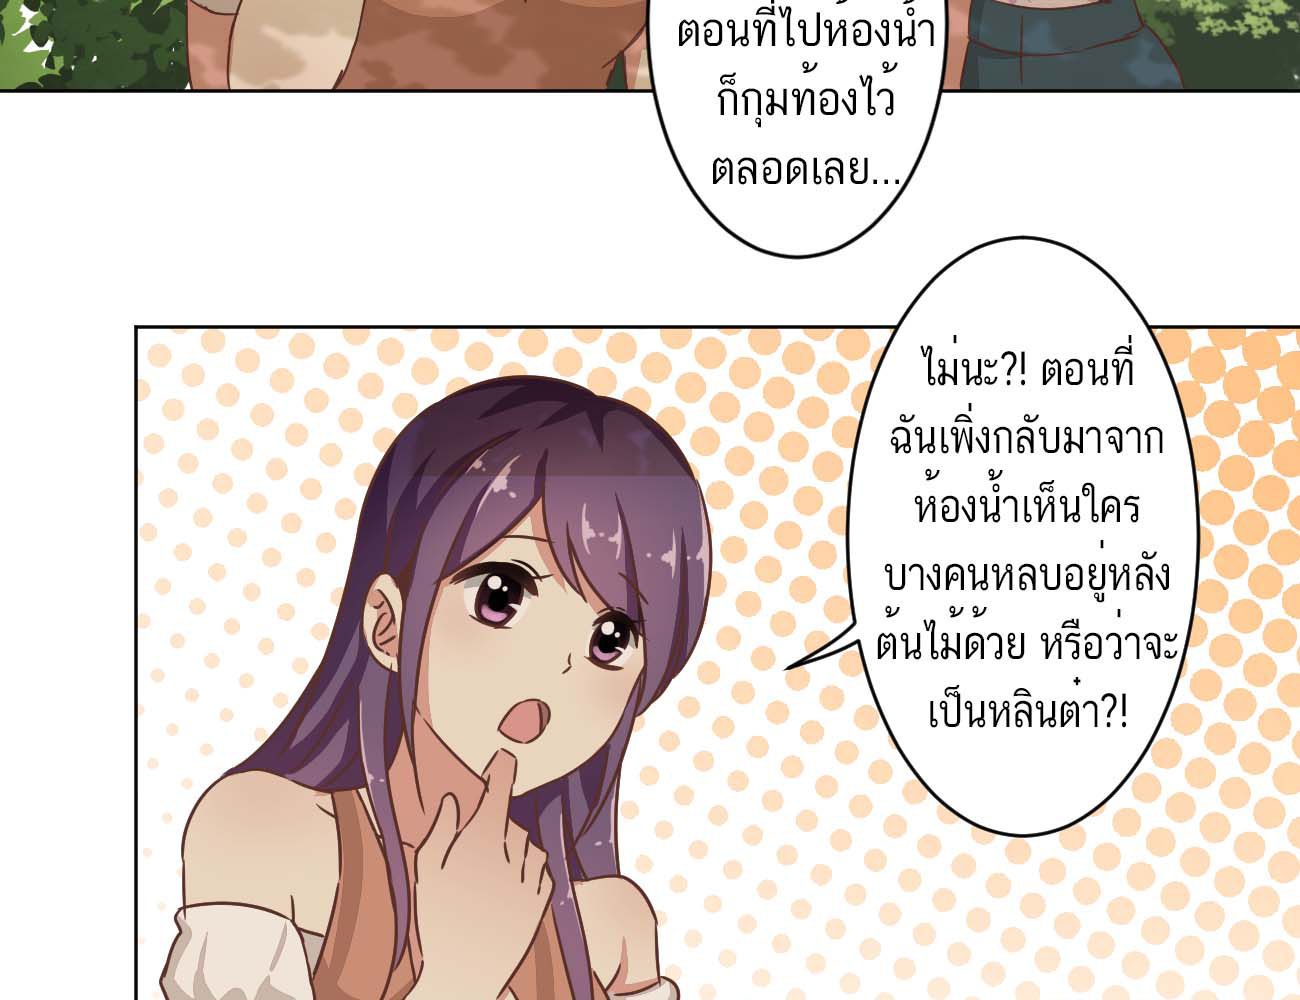 ตอนที่ไปห้องน้ำ
ก็กุมท้องไว้
ตลอดเลย...
ไม่นะ?! ตอนที่
ฉันเพิ่งกลับมาจาก
ห้องน้ำเห็นใคร
บางคนหลบอยู่หลัง
ต้นไม้ด้วย หรือว่าจะ
เป็นหลินต๋า?!